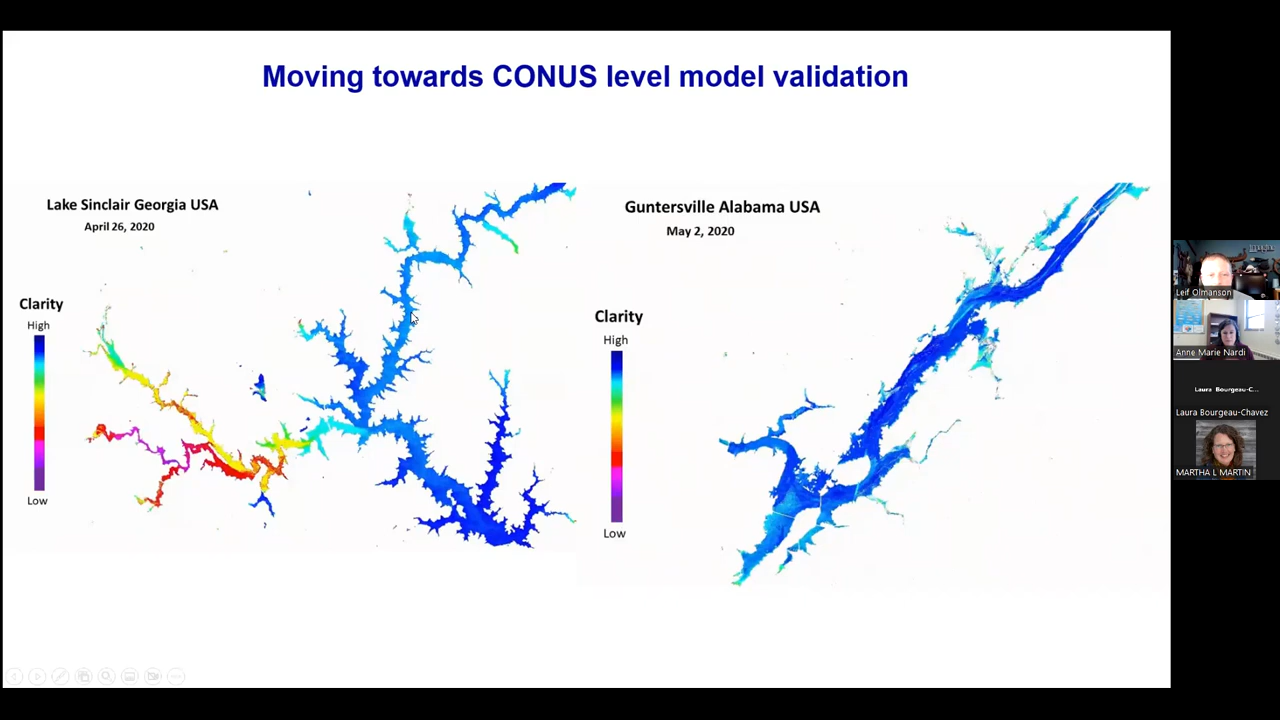 Moving towards CONUS level model validation
Lake Sinclair Georgia USA
April 26, 2020
Clarity
High
Low
Guntersville Alabama USA
May 2, 2020
Clarity
High
Low
Leif Olmanson
Anne Marie Nardi
Laura Bourgeau-C...
Laura Bourgeau-Chavez
MARTHA L MARTIN